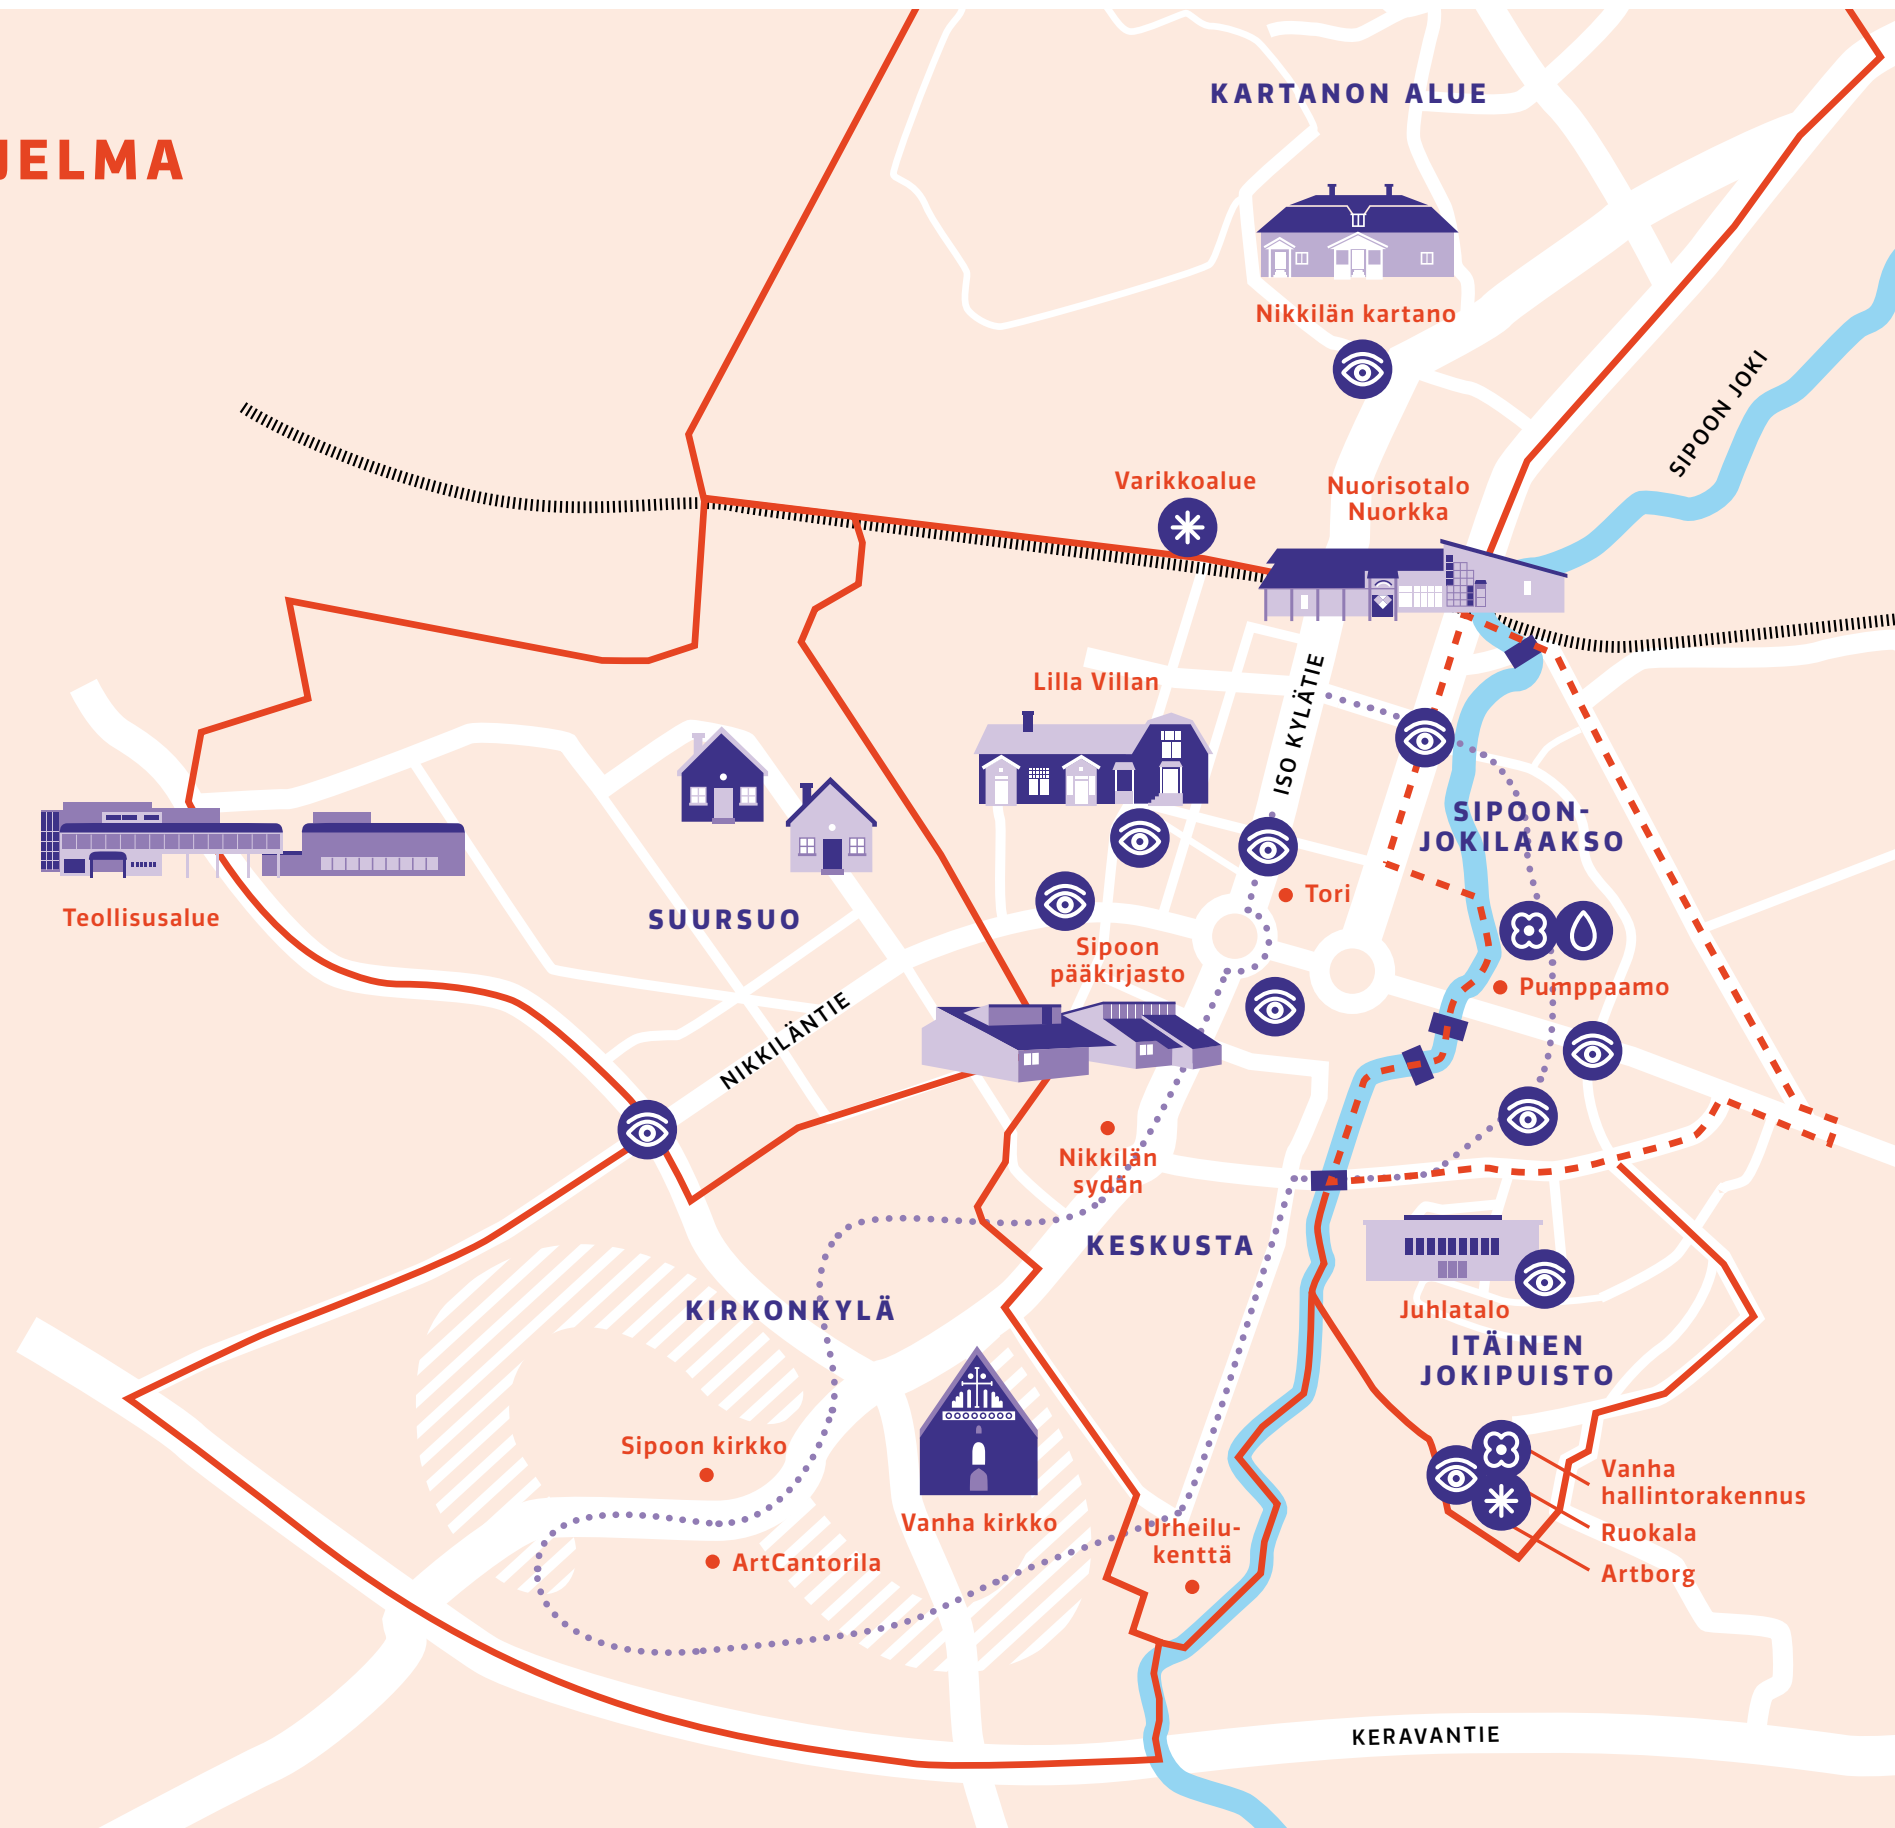 KARTANON ALUE
JELMA
Nikkilän kartano
SIPOON JOKI
Varikkoalue
Nuorisotalo
Nuorkka
Lilla Villan
ISO KYLÄTIE
SIPOON-
JOKILAAKSO
Tori
Teollisusalue
SUURSUO
Sipoon
pääkirjasto
Pumppaamo
NIKKILÄNTIE
Nikkilän
sydän
KESKUSTA
KIRKONKYLÄ
Juhlatalo
ITÄINEN
JOKIPUISTO
Sipoon kirkko
Vanha kirkko
Urheilu-
kenttä
ArtCantorila
Vanha
hallintorakennus
Ruokala
Artborg
KERAVANTIE